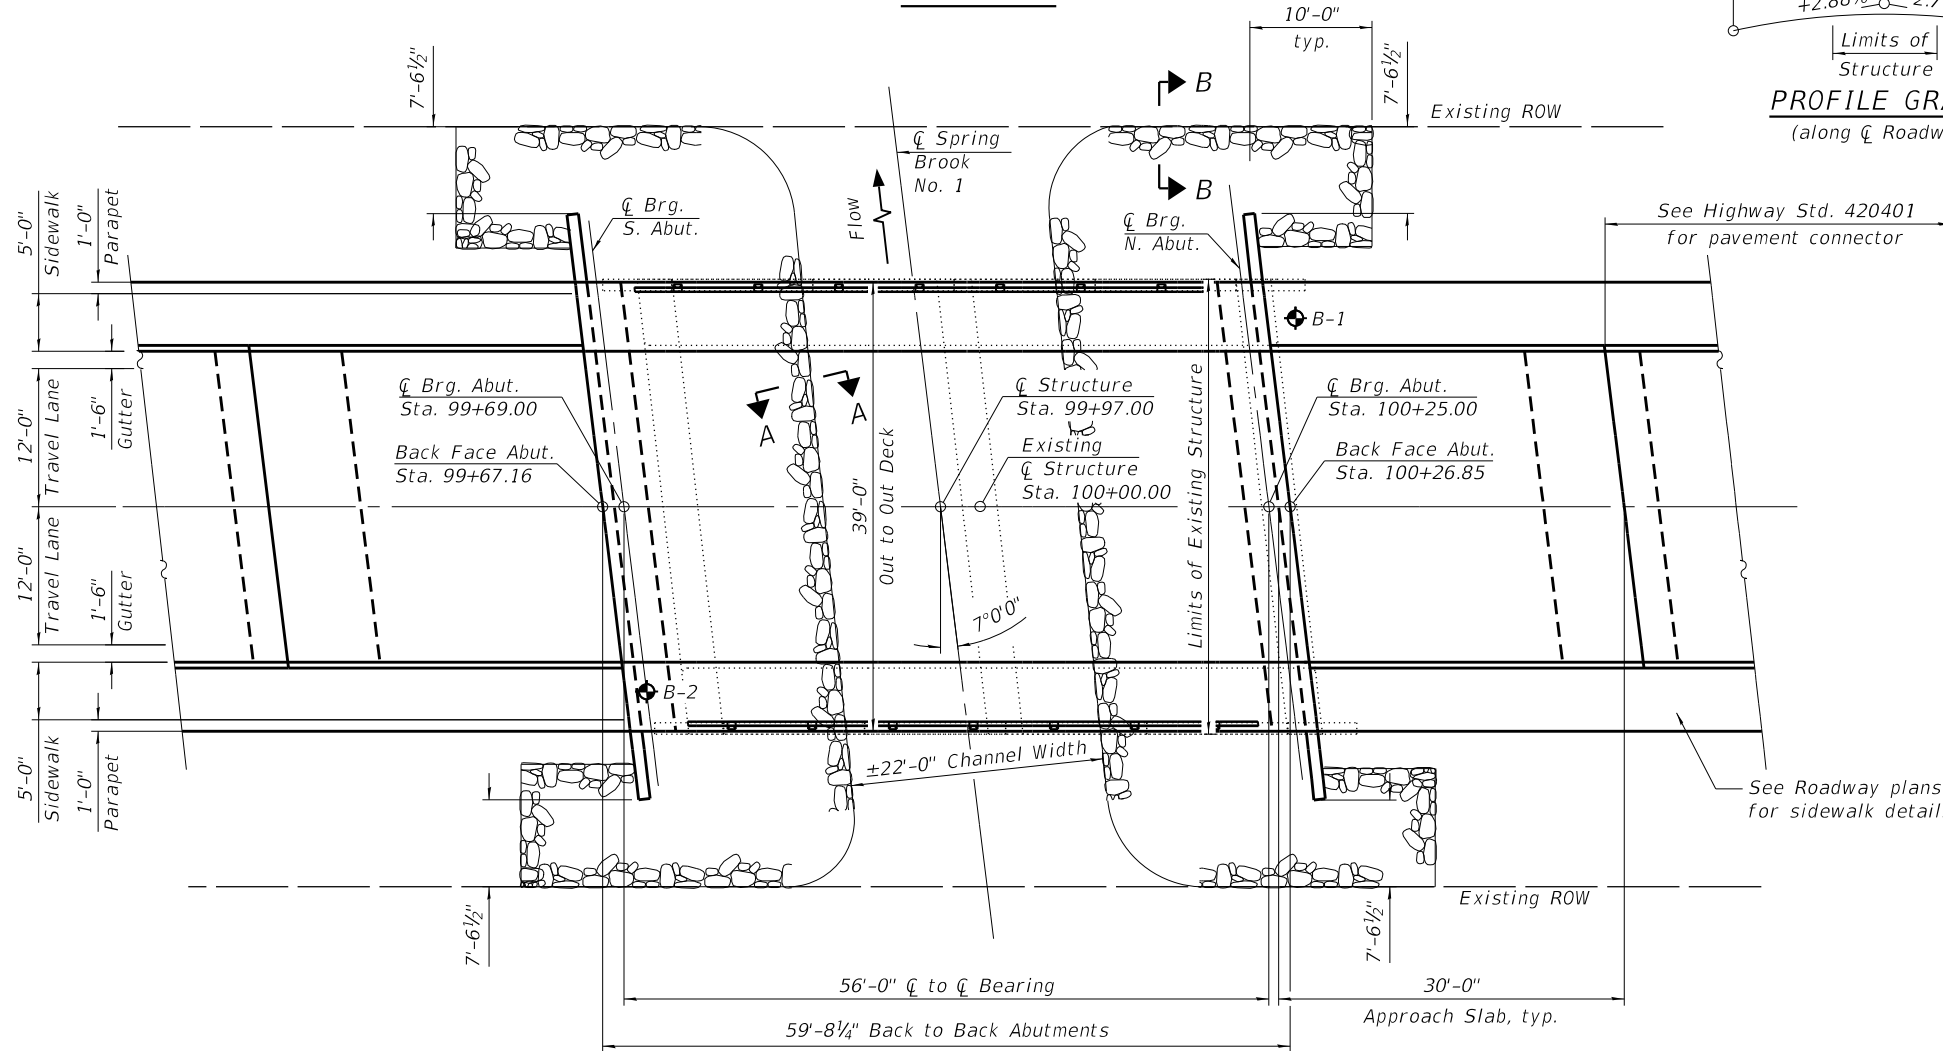 10'-0"
typ.
7'-6½"
7'-6½"
B
B
Existing ROW
Limits of
Structure
(along ℄ Roadw
℄ Spring
Brook
No. 1
Flow
℄ Brg.
S. Abut.
℄ Brg.
N. Abut.
See Highway Std. 420401
for pavement connector
5'-0"
Sidewalk
1'-0"
Parapet
B-1
12'-0"
Travel Lane
1'-6"
Gutter
℄ Brg. Abut.
Sta. 99+69.00
Back Face Abut.
Sta. 99+67.16
A
A
39'-0"
Out to Out Deck
℄ Structure
Sta. 99+97.00
Existing
℄ Structure
Sta. 100+00.00
Limits of Existing Structure
℄ Brg. Abut.
Sta. 100+25.00
Back Face Abut.
Sta. 100+26.85
12'-0"
Travel Lane
1'-6"
Gutter
7°0'0"
B-2
5'-0"
Sidewalk
1'-0"
Parapet
±22'-0" Channel Width
See Roadway plans
for sidewalk detail
Existing ROW
7'-6½"
7'-6½"
56'-0" ℄ to ℄ Bearing
30'-0"
Approach Slab, typ.
59'-8¼" Back to Back Abutments